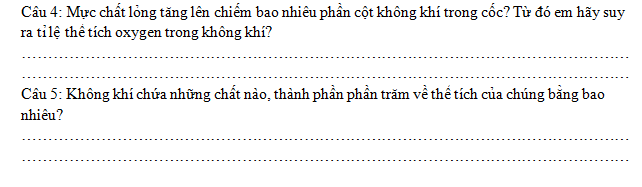 Câu 4: Mực chất lỏng tăng lên chiếm bao nhiêu phần cột không khí trong cốc? Từ đó em hãy suy
ra tỉ lệ thể tích oxygen trong không khí?
................................................................................
................................................................................
Câu 5: Không khí chứa những chất nào, thành phần phần trăm về thể tích của chúng bằng bao
nhiêu?
................................................................................
................................................................................